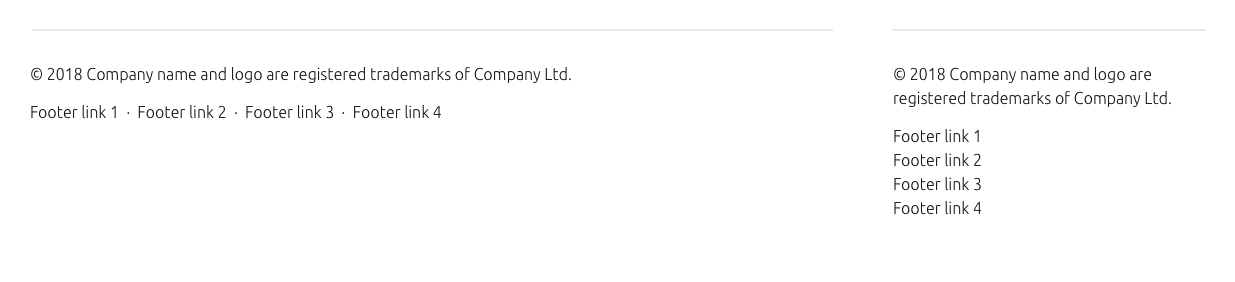 © 2018 Company name and logo are registered trademarks of Company Ltd.
Footer link 1 · Footer link 2 · Footer link 3 · Footer link 4
© 2018 Company name and logo are
registered trademarks of Company Ltd.
Footer link 1
Footer link 2
Footer link 3
Footer link 4